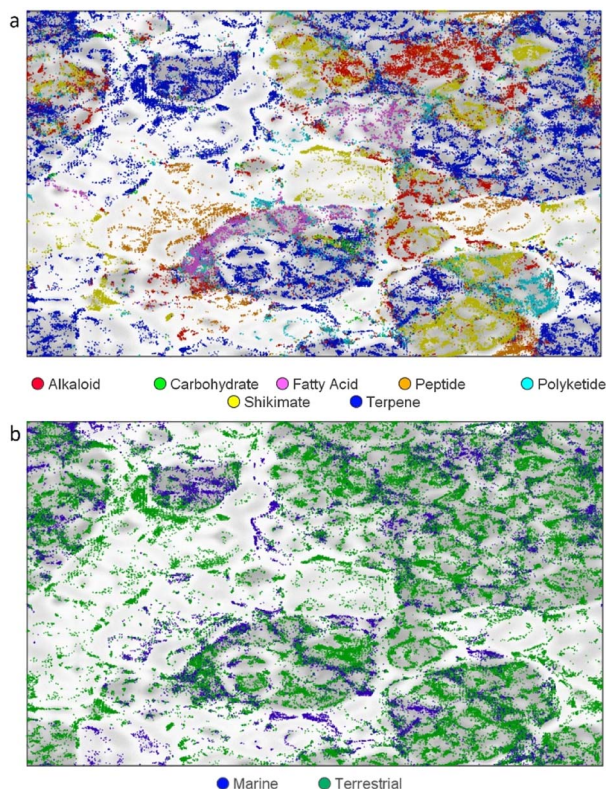 a
Alkaloid Carbohydrate Fatty Acid Peptide Polyketide
Shikimate Terpene
b
Marine Terrestrial